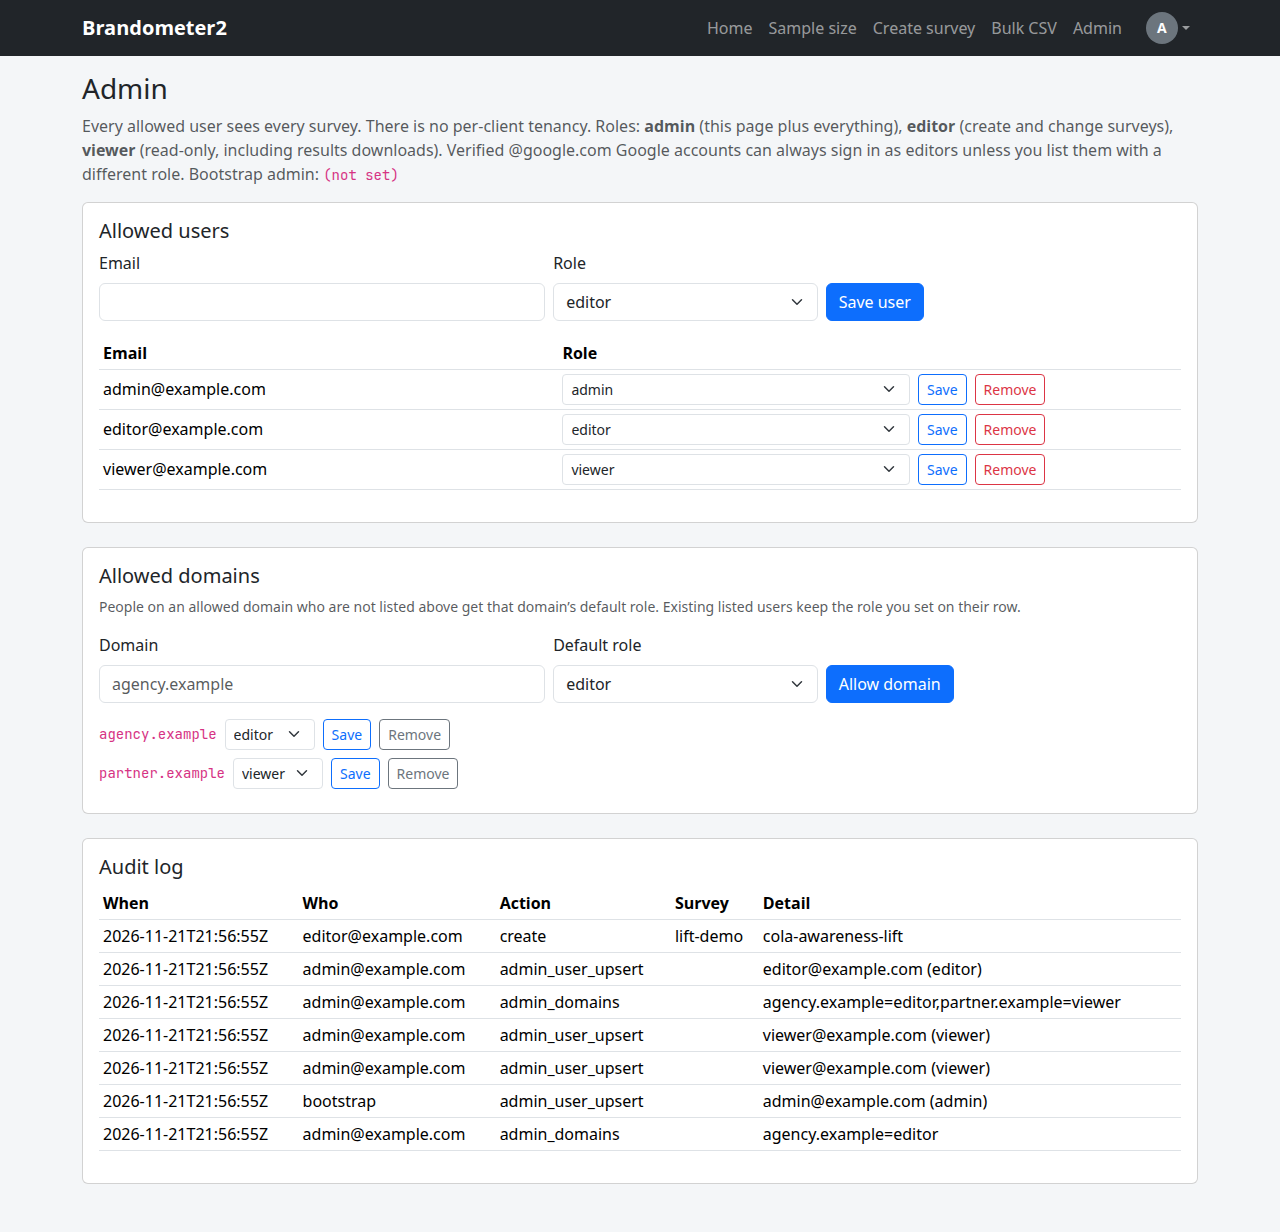 Brandometer2 Home Sample size Create survey Bulk CSV Admin A
Admin
Every allowed user sees every survey. There is no per-client tenancy. Roles: admin (this page plus everything), editor (create and change surveys),
viewer (read-only, including results downloads). Verified @google.com Google accounts can always sign in as editors unless you list them with a
different role. Bootstrap admin: (not set)
Allowed users
Email Role
editor Save user
Email Role
admin@example.com admin Save Remove
editor@example.com editor Save Remove
viewer@example.com viewer Save Remove
Allowed domains
People on an allowed domain who are not listed above get that domain’s default role. Existing listed users keep the role you set on their row.
Domain Default role
agency.example editor Allow domain
agency.example editor Save Remove
partner.example viewer Save Remove
Audit log
When Who Action Survey Detail
2026-11-21T21:56:55Z editor@example.com create lift-demo cola-awareness-lift
2026-11-21T21:56:55Z admin@example.com admin_user_upsert editor@example.com (editor)
2026-11-21T21:56:55Z admin@example.com admin_domains agency.example=editor,partner.example=viewer
2026-11-21T21:56:55Z admin@example.com admin_user_upsert viewer@example.com (viewer)
2026-11-21T21:56:55Z admin@example.com admin_user_upsert viewer@example.com (viewer)
2026-11-21T21:56:55Z bootstrap admin_user_upsert admin@example.com (admin)
2026-11-21T21:56:55Z admin@example.com admin_domains agency.example=editor